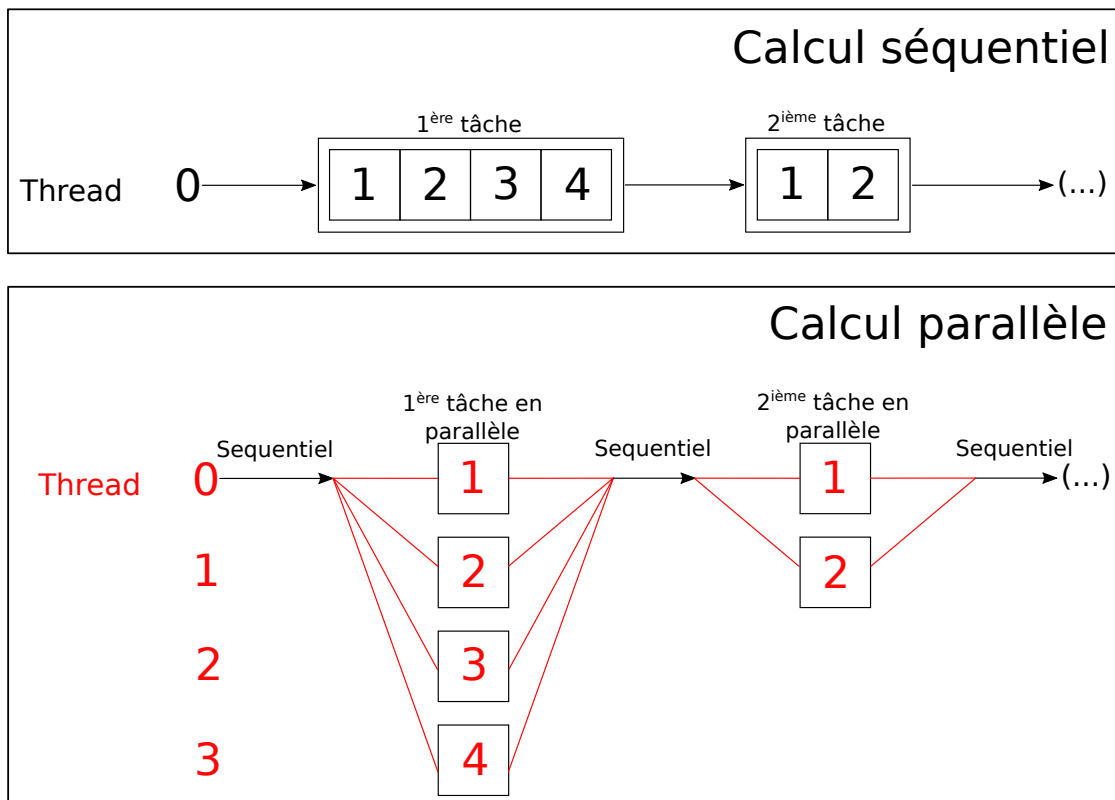 Calcul séquentiel
1ère tâche
2ième tâche
Thread 0 1 2 3 4 1 2 (...)
Calcul parallèle
1ère tâche en
parallèle
2ième tâche en
parallèle
Sequentiel
Sequentiel
Sequentiel
Thread 0 1 1 (...)
1 2 2
2 3
3 4